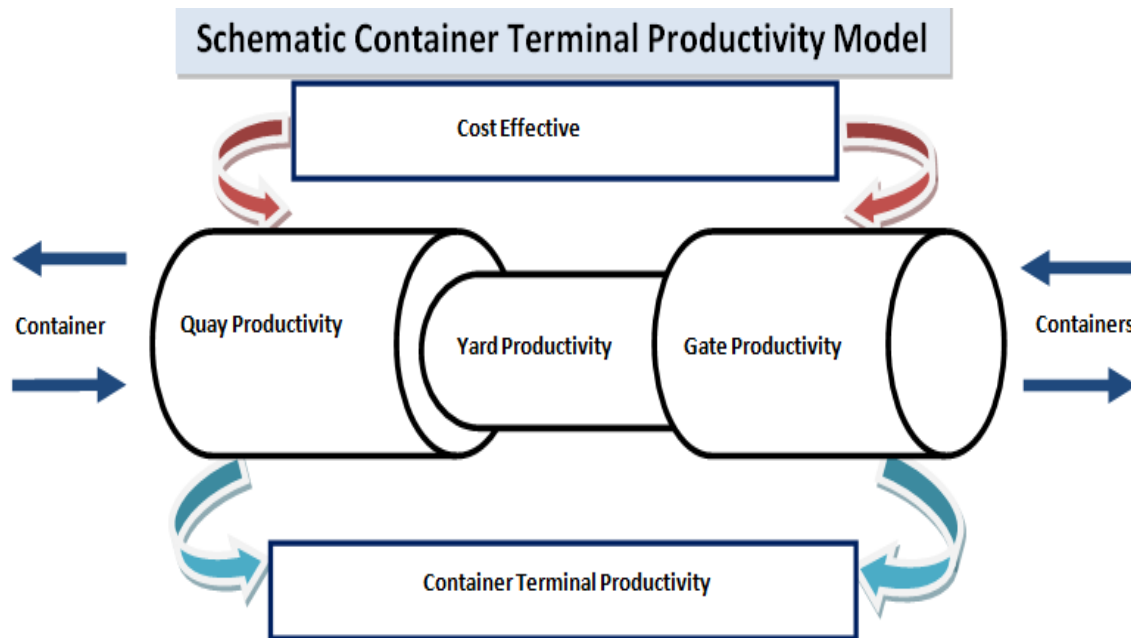 Schematic Container Terminal Productivity Model
Cost Effective
Container
Quay Productivity
Yard Productivity
Gate Productivity
Containers
Container Terminal Productivity